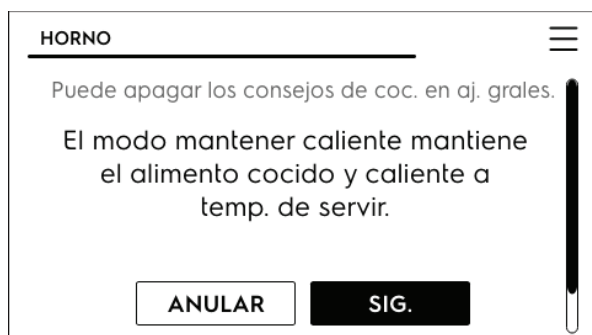 HORNO
Puede apagar los consejos de coc. en aj. grales.
El modo mantener caliente mantiene
el alimento cocido y caliente a
temp. de servir.
ANULAR
SIG.